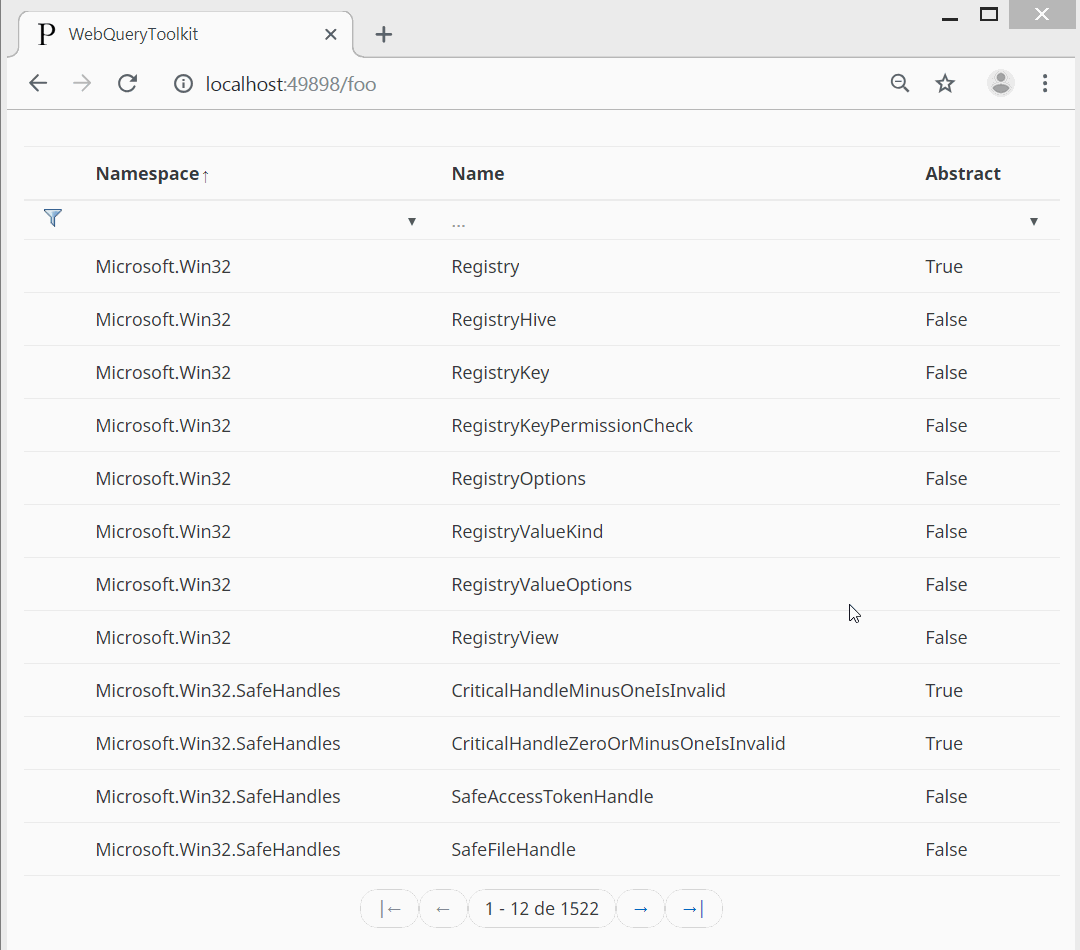 P WebQueryToolkit
localhost:49898/foo
Namespace↑ Name Abstract
...
Microsoft.Win32 Registry True
Microsoft.Win32 RegistryHive False
Microsoft.Win32 RegistryKey False
Microsoft.Win32 RegistryKeyPermissionCheck False
Microsoft.Win32 RegistryOptions False
Microsoft.Win32 RegistryValueKind False
Microsoft.Win32 RegistryValueOptions False
Microsoft.Win32 RegistryView False
Microsoft.Win32.SafeHandles CriticalHandleMinusOneIsInvalid True
Microsoft.Win32.SafeHandles CriticalHandleZeroOrMinusOneIsInvalid True
Microsoft.Win32.SafeHandles SafeAccessTokenHandle False
Microsoft.Win32.SafeHandles SafeFileHandle False
|← ← 1 - 12 de 1522 → →|